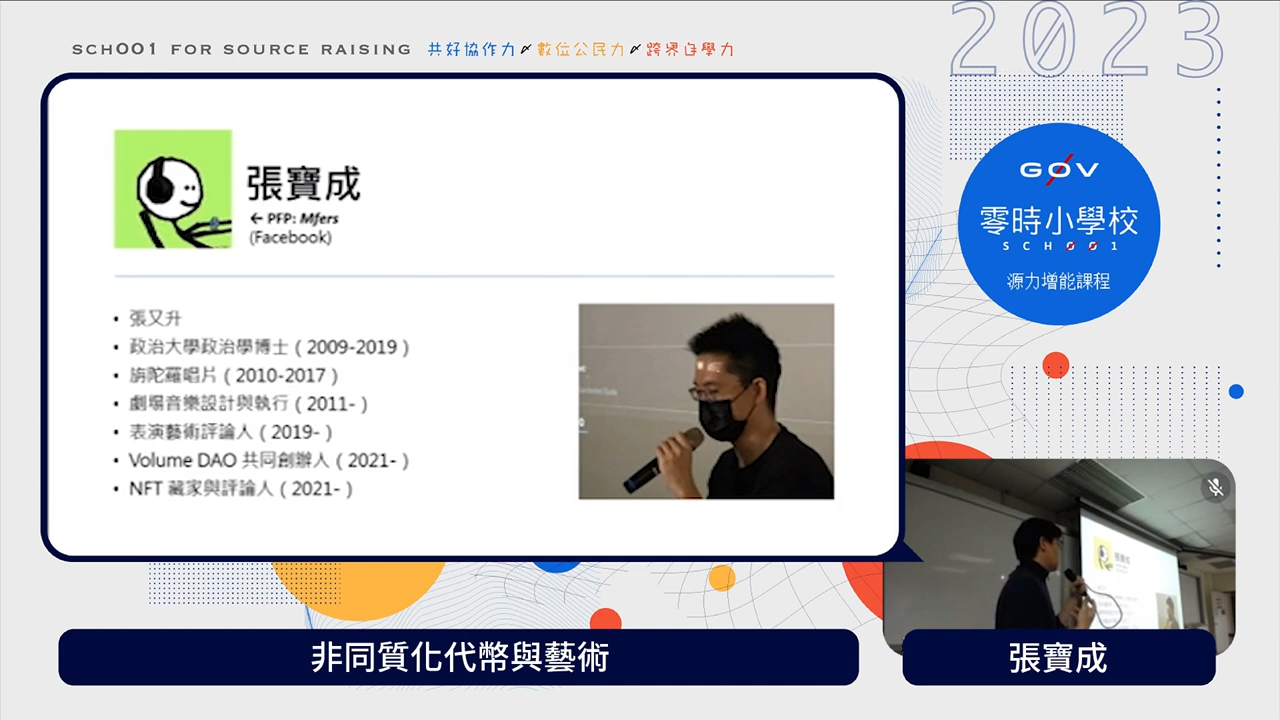 SCH001 FOR SOURCE RAISING 共好協作力 數位公民力 跨界自學力
2023
張寶成
← PFP: Mfers
(Facebook)
• 張又升
• 政治大學政治學博士 ( 2009-2019 )
• 旃陀羅唱片 ( 2010-2017 )
• 劇場音樂設計與執行 ( 2011- )
• 表演藝術評論人 ( 2019- )
• Volume DAO 共同創辦人 ( 2021- )
• NFT 藏家與評論人 ( 2021- )
G0V
零時小學校
SCH001
源力增能課程
非同質化代幣與藝術
張寶成